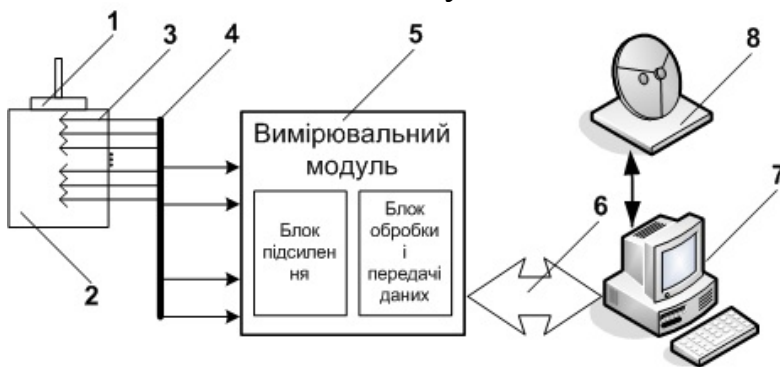 1
3
4
5
8
Вимірювальний
модуль
7
6
Блок
підсилен
ня
Блок
обробки
і
передачі
даних
2